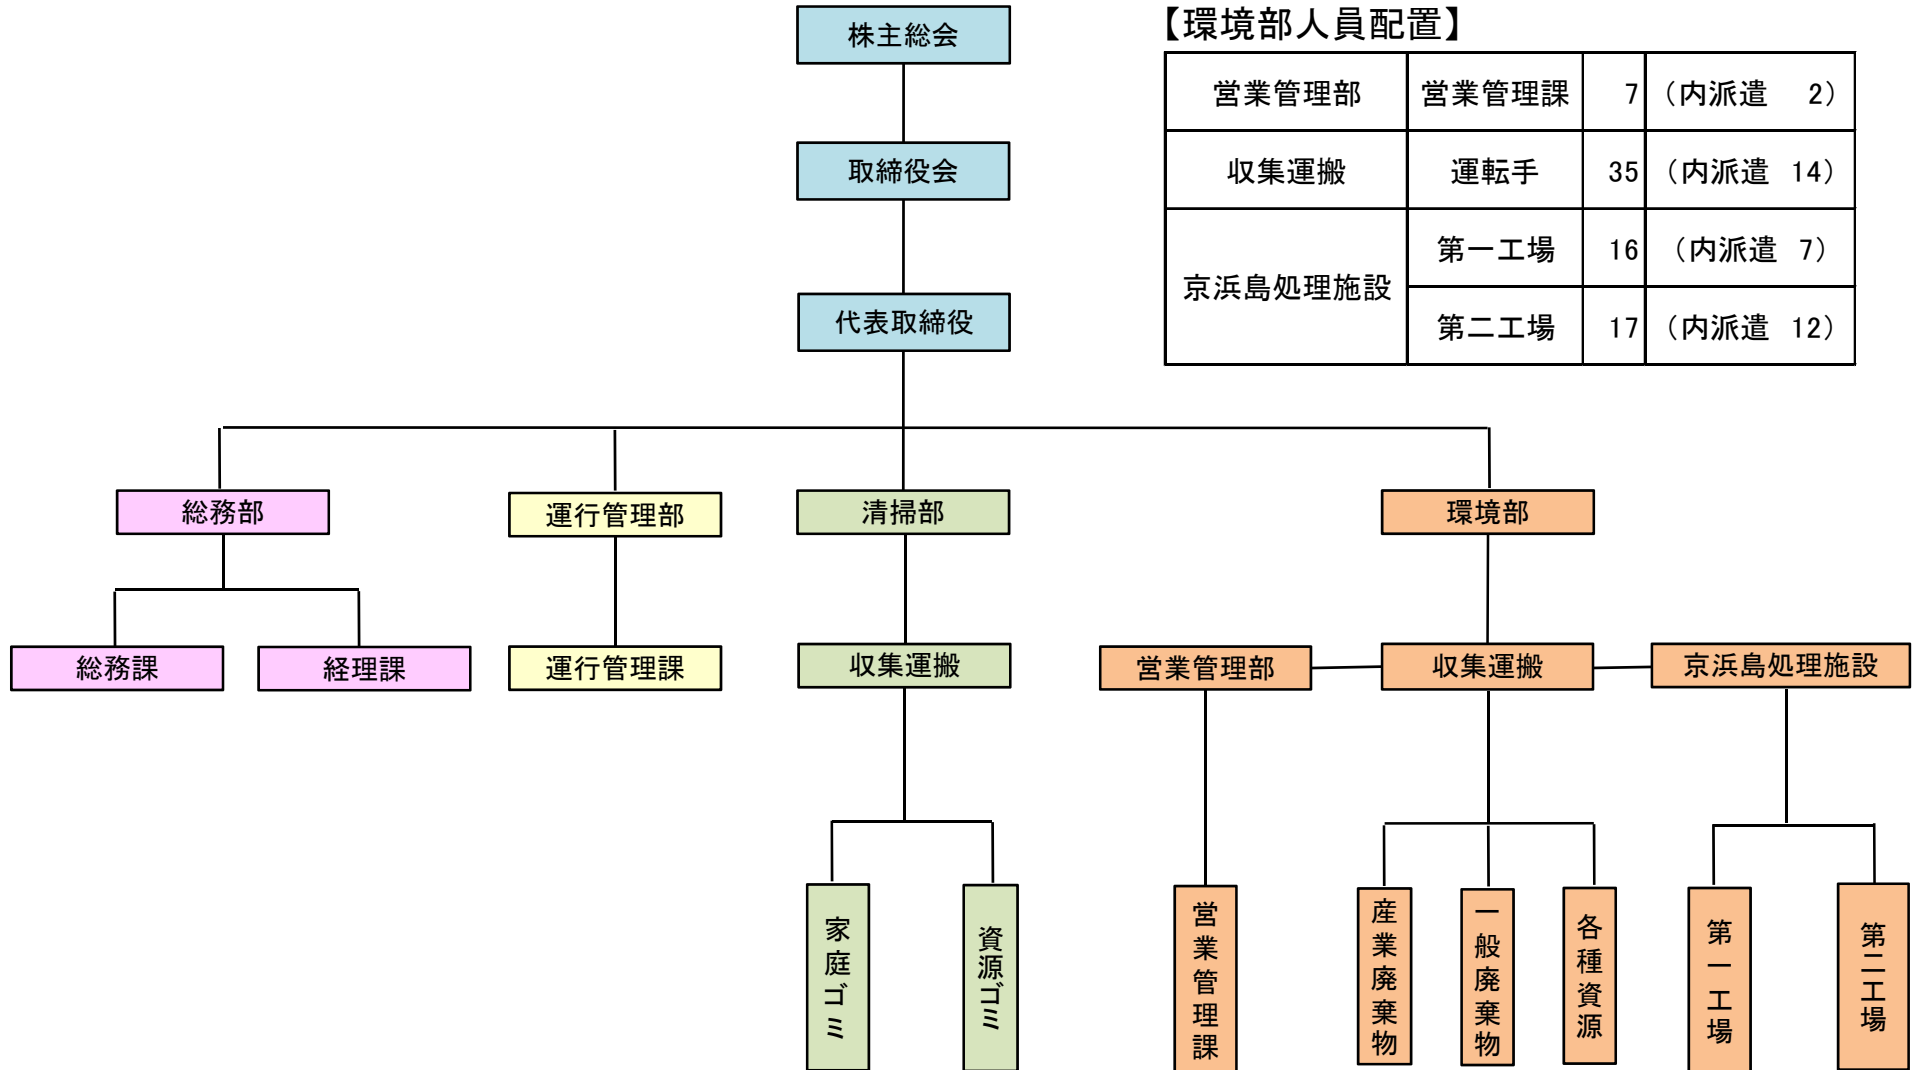 株主総会
取締役会
代表取締役
【環境部人員配置】
営業管理部 営業管理課 7 (内派遣 2)
収集運搬 運転手 35 (内派遣 14)
京浜島処理施設 第一工場 16 (内派遣 7)
第二工場 17 (内派遣 12)
総務部 運行管理部 清掃部 環境部
総務課 経理課 運行管理課 収集運搬 営業管理部 収集運搬 京浜島処理施設
家庭ゴミ
資源ゴミ
営業管理課
産業廃棄物
一般廃棄物
各種資源
第一工場
第二工場